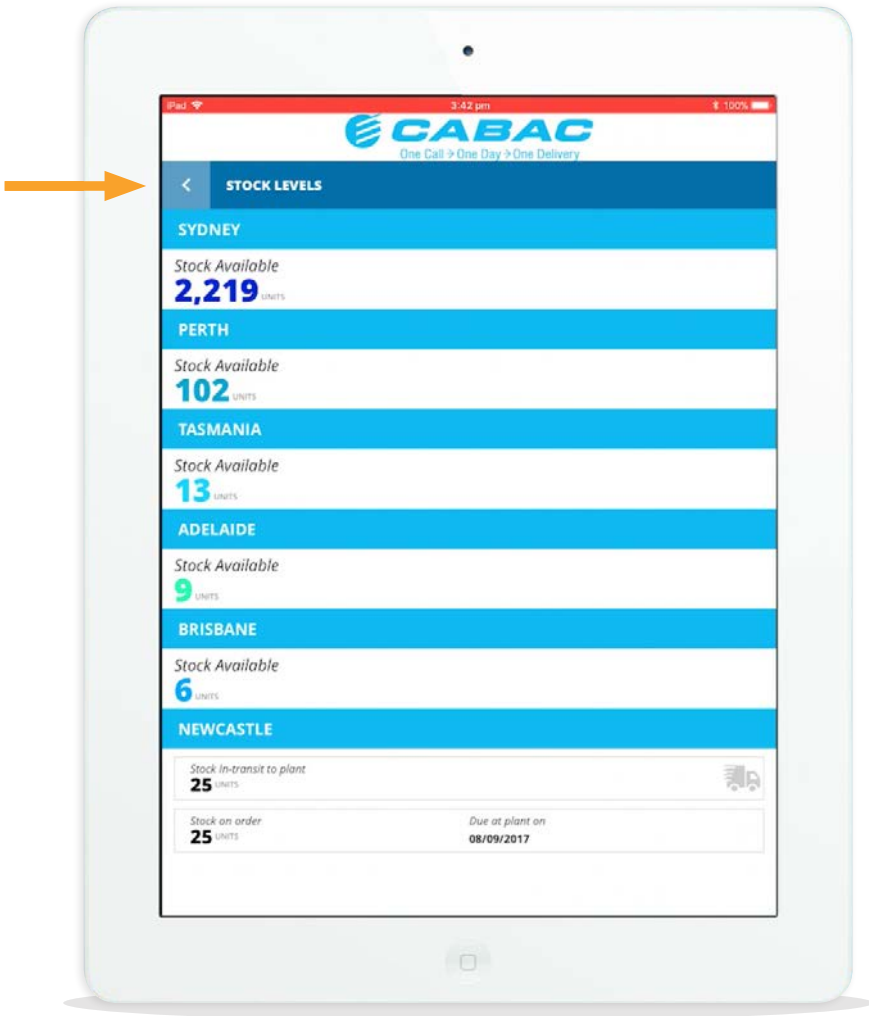 iPad 3:42 pm 100%
CABAC
One Call > One Day > One Delivery
< STOCK LEVELS
SYDNEY
Stock Available
2,219 UNITS
PERTH
Stock Available
102 UNITS
TASMANIA
Stock Available
13 UNITS
ADELAIDE
Stock Available
9 UNITS
BRISBANE
Stock Available
6 UNITS
NEWCASTLE
Stock In-transit to plant
25 UNITS
Stock on order Due at plant on
25 UNITS 08/09/2017